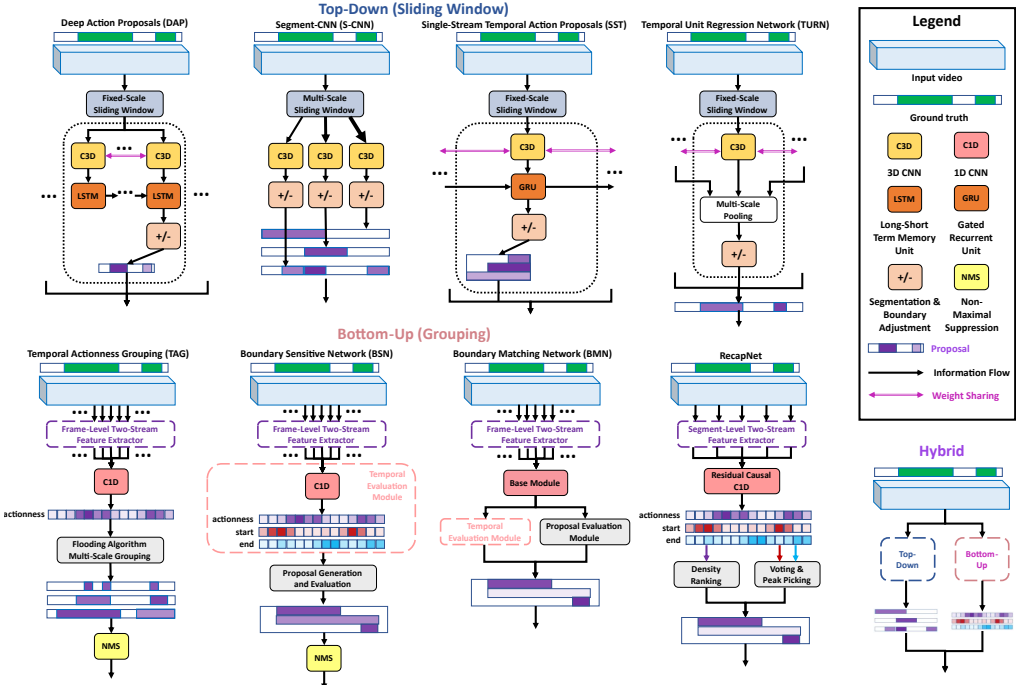 Top-Down (Sliding Window)
Deep Action Proposals (DAP)
Fixed-Scale
Sliding Window
C3D
...
C3D
...
LSTM
...
LSTM
...
+/-
Segment-CNN (S-CNN)
Multi-Scale
Sliding Window
C3D
C3D
C3D
+/-
+/-
+/-
Single-Stream Temporal Action Proposals (SST)
Fixed-Scale
Sliding Window
...
C3D
...
GRU
...
+/-
Temporal Unit Regression Network (TURN)
Fixed-Scale
Sliding Window
...
C3D
...
Multi-Scale
Pooling
+/-
Legend
Input video
Ground truth
C3D
C1D
3D CNN
1D CNN
LSTM
GRU
Long-Short
Term Memory
Unit
Gated
Recurrent
Unit
+/-
NMS
Segmentation &
Boundary
Adjustment
Non-
Maximal
Suppression
Proposal
Information Flow
Weight Sharing
Bottom-Up (Grouping)
Temporal Actionness Grouping (TAG)
...
...
Frame-Level Two-Stream
Feature Extractor
...
...
C1D
actionness
Flooding Algorithm
Multi-Scale Grouping
NMS
Boundary Sensitive Network (BSN)
...
...
Frame-Level Two-Stream
Feature Extractor
...
...
Temporal
Evaluation
Module
C1D
actionness
start
end
Proposal Generation
and Evaluation
NMS
Boundary Matching Network (BMN)
...
...
Frame-Level Two-Stream
Feature Extractor
...
...
Base Module
Temporal
Evaluation Module
Proposal Evaluation
Module
RecapNet
Segment-Level Two-Stream
Feature Extractor
Residual Causal
C1D
actionness
start
end
Density
Ranking
Voting &
Peak Picking
Hybrid
Top-
Down
Bottom-
Up